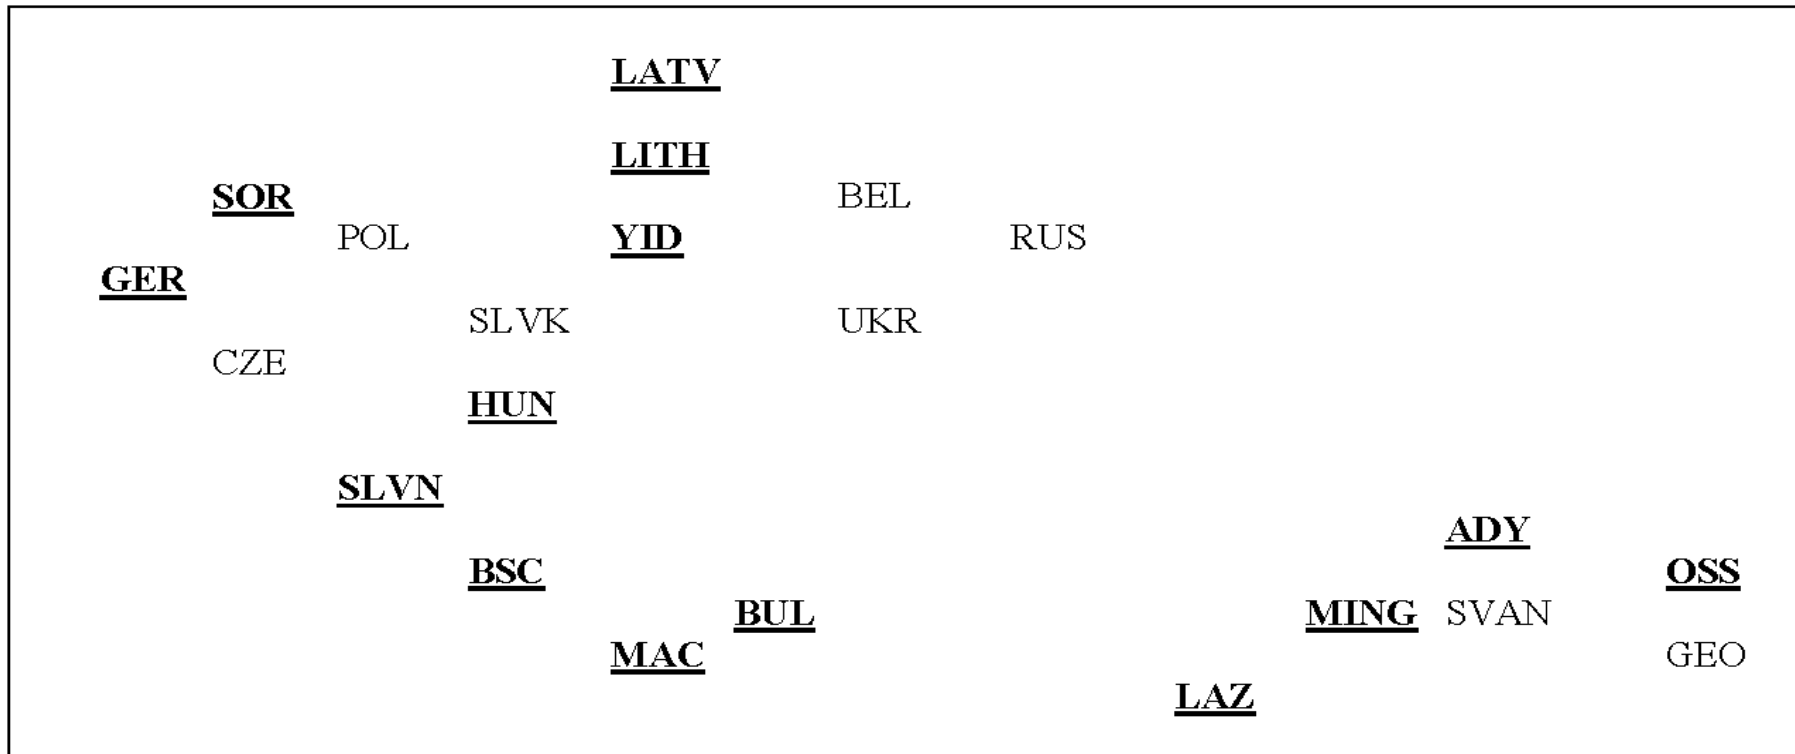 LATV
LITH
SOR BEL
POL YID RUS
GER
SLVK UKR
CZE
HUN
SLVN
ADY
BSC OSS
BUL MING SVAN
MAC GEO
LAZ